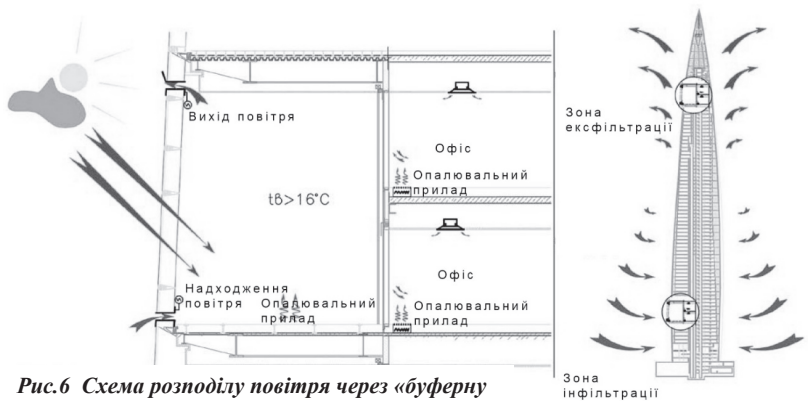 Вихід повітря
Офіс
Опалювальний
прилад
tв>16°C
Надходження
повітря
Опалювальний
прилад
Офіс
Опалювальний
прилад
Зона
ексфільтрації
Зона
інфільтрації
Рис.6 Схема розподілу повітря через «буферну